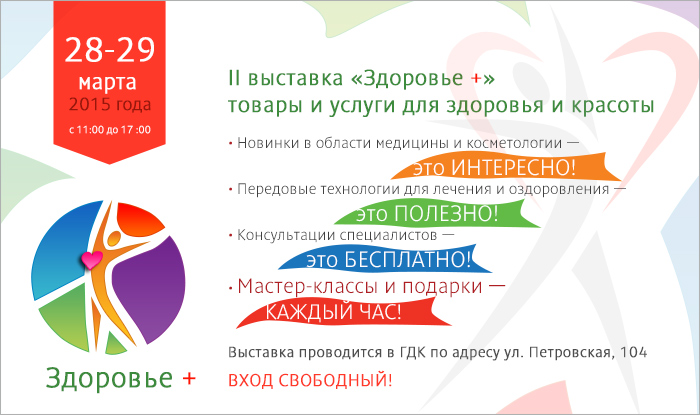 28-29
марта
2015 года
с 11:00 до 17 :00
II выставка «Здоровье +»
товары и услуги для здоровья и красоты
• Новинки в области медицины и косметологии —
это ИНТЕРЕСНО!
• Передовые технологии для лечения и оздоровления —
это ПОЛЕЗНО!
• Консультации специалистов —
это БЕСПЛАТНО!
• Мастер-классы и подарки —
КАЖДЫЙ ЧАС!
Выставка проводится в ГДК по адресу ул. Петровская, 104
Здоровье +
ВХОД СВОБОДНЫЙ!